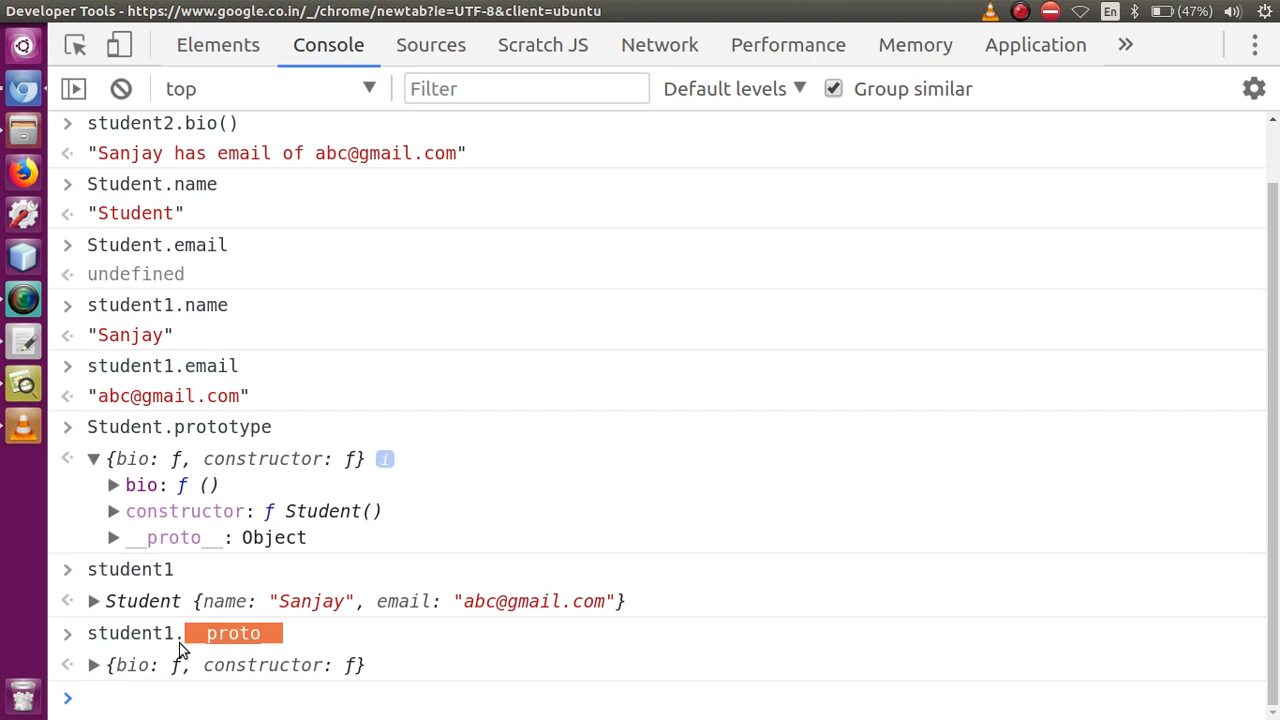 Developer Tools - https://www.google.co.in/_/chrome/newtab?ie=UTF-8&client=ubuntu En (47%)
Elements Console Sources Scratch JS Network Performance Memory Application »
top Filter Default levels Group similar
> student2.bio()
"Sanjay has email of abc@gmail.com"
> Student.name
"Student"
> Student.email
undefined
> student1.name
"Sanjay"
> student1.email
"abc@gmail.com"
> Student.prototype
{bio: ƒ, constructor: ƒ} i
bio: ƒ ()
constructor: ƒ Student()
__proto__: Object
> student1
Student {name: "Sanjay", email: "abc@gmail.com"}
> student1.__proto__
{bio: ƒ, constructor: ƒ}
>